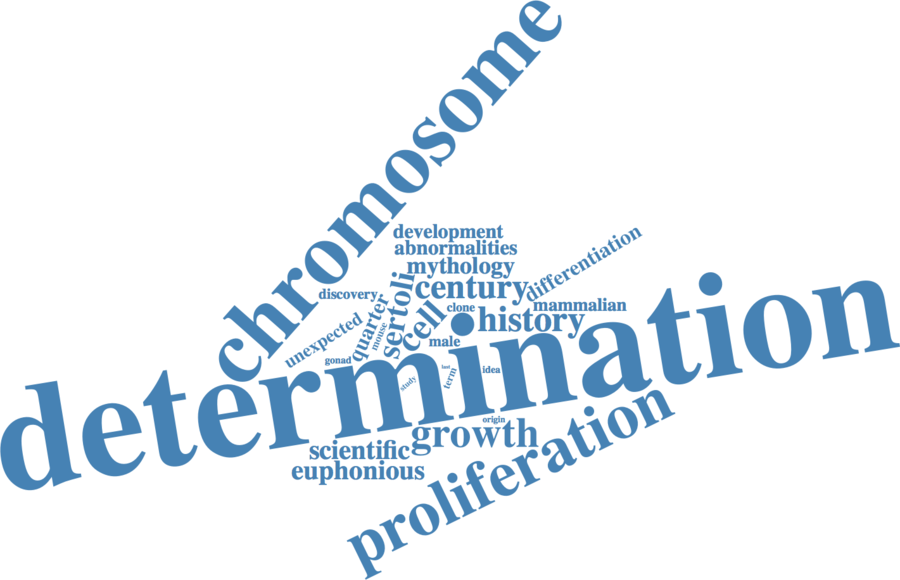 chromosome
development
abnormalities
mythology
differentiation
discovery
sertoli
century
quarter
clone
mammalian
unexpected
mouse
cell
history
male
gonad
determination
study
term
idea
origin
growth
scientific
euphonious
proliferation